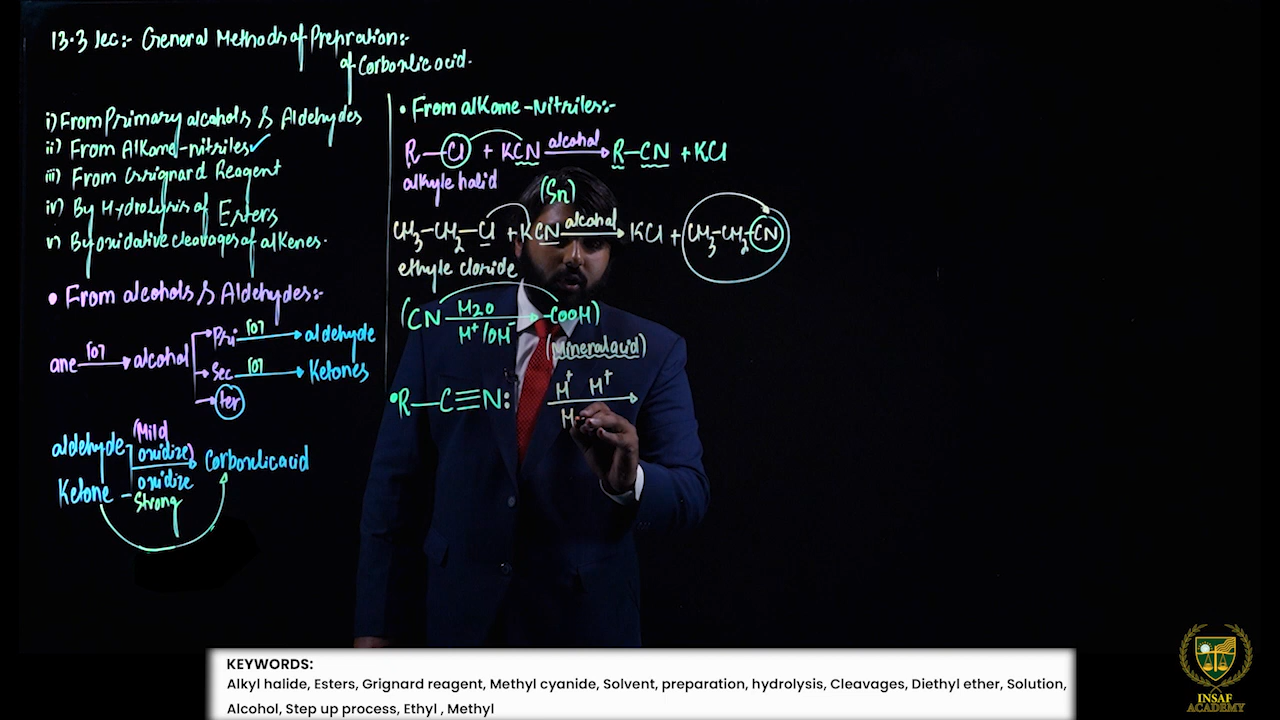 13.3 lec:- General Methods of Prepration:-
of Carboxlic acid.
i) From Primary alcohols & Aldehydes
ii) From Alkane-nitriles ✓
iii) From Grignard Reagent
iv) By Hydrolysis of Esters
v) By oxidative cleavages of alkenes.
• From alcohols & Aldehydes:-
ane [O] → alcohol
Pri [O] → aldehyde
Sec [O] → Ketones
ter
aldehyde (Mild oxidize)
→ Carboxelic acid
Ketone - oxidize Strong
• From alkane-Nitriles:-
R—Cl + KCN alcohal → R—CN + KCl
alkyle halid
(Sn)
CH3-CH2-Cl + KCN alcohal → KCl + CH3-CH2-CN
ethyle cloride
(CN H2O → -COOH)
H+/OH-
(Mineral acid)
•R—C≡N: H+ H+ →
H
KEYWORDS:
Alkyl halide, Esters, Grignard reagent, Methyl cyanide, Solvent, preparation, hydrolysis, Cleavages, Diethyl ether, Solution,
Alcohol, Step up process, Ethyl , Methyl
INSAF
ACADEMY